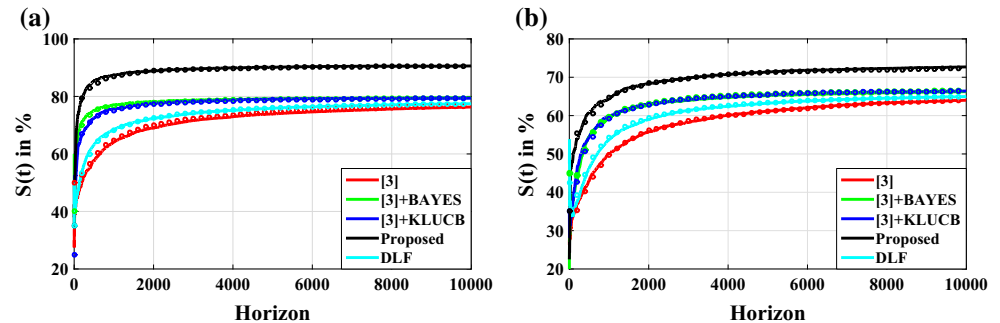 (a)
S(t) in %
100
80
60
40
20
0 2000 4000 6000 8000 10000
Horizon
[3]
[3]+BAYES
[3]+KLUCB
Proposed
DLF
(b)
S(t) in %
80
70
60
50
40
30
20
0 2000 4000 6000 8000 10000
Horizon
[3]
[3]+BAYES
[3]+KLUCB
Proposed
DLF